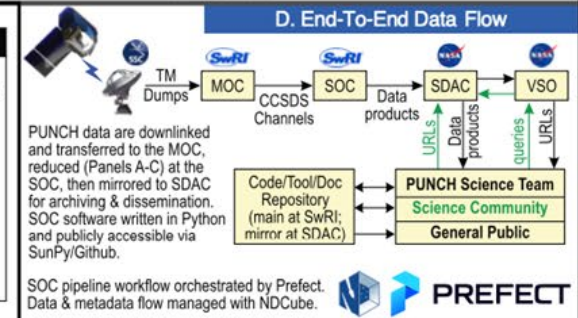 D. End-To-End Data Flow
SSC
SwRI
SwRI
NASA
NASA
TM
Dumps
MOC
CCSDS
Channels
SOC
Data
products
SDAC
VSO
URLs
Data
products
queries
URLs
PUNCH data are downlinked
and transferred to the MOC,
reduced (Panels A-C) at the
SOC, then mirrored to SDAC
for archiving & dissemination.
SOC software written in Python
and publicly accessible via
SunPy/Github.
Code/Tool/Doc
Repository
(main at SwRI;
mirror at SDAC)
PUNCH Science Team
Science Community
General Public
SOC pipeline workflow orchestrated by Prefect.
Data & metadata flow managed with NDCube.
PREFECT